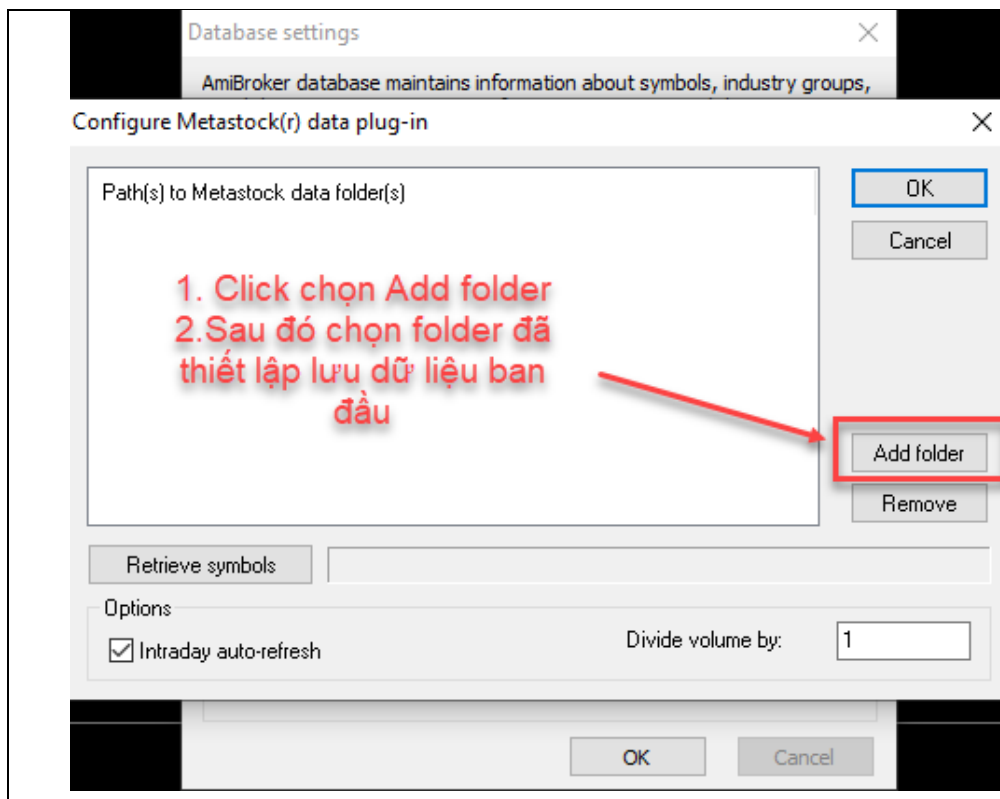 Database settings
AmiBroker database maintains information about symbols, industry groups,
Configure Metastock(r) data plug-in
Path(s) to Metastock data folder(s)
OK
Cancel
1. Click chọn Add folder
2.Sau đó chọn folder đã
thiết lập lưu dữ liệu ban
đầu
Add folder
Remove
Retrieve symbols
Options
Intraday auto-refresh
Divide volume by:
1
OK
Cancel